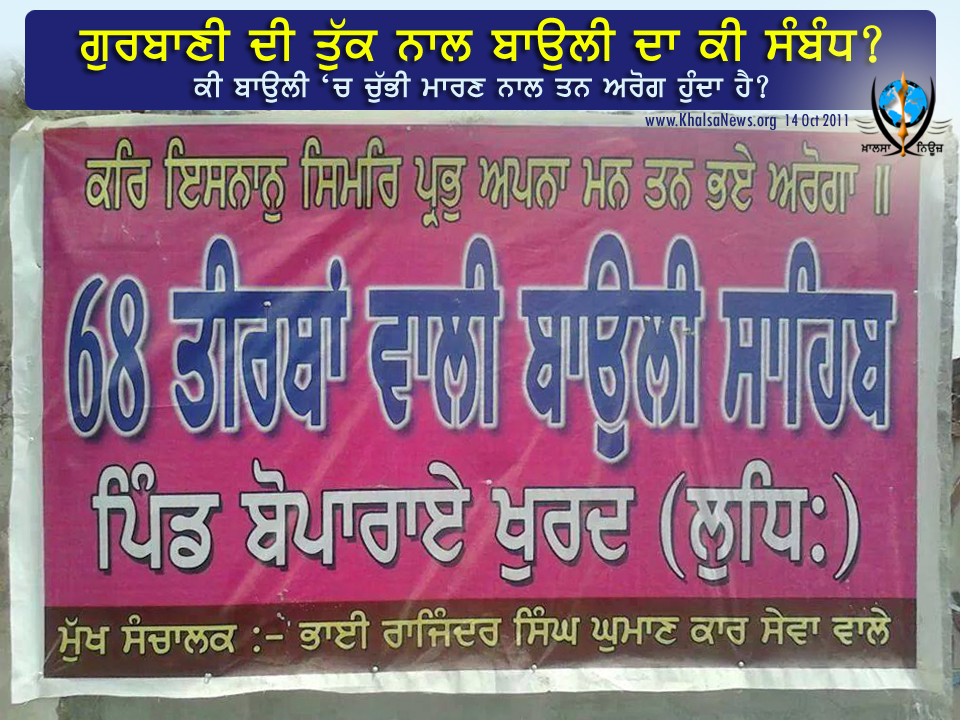 ਗੁਰਬਾਣੀ ਦੀ ਤੁੱਕ ਨਾਲ ਬਾਉਲੀ ਦਾ ਕੀ ਸੰਬੰਧ?
ਕੀ ਬਾਉਲੀ ‘ਚ ਚੁੱਭੀ ਮਾਰਣ ਨਾਲ ਤਨ ਅਰੋਗ ਹੁੰਦਾ ਹੈ?
www.KhalsaNews.org 14 Oct 2011
ਖ਼ਾਲਸਾ ਨਿਊਜ਼
ਕਰਿ ਇਸਨਾਨੁ ਸਿਮਰਿ ਪ੍ਰਭੁ ਅਪਨਾ ਮਨ ਤਨ ਭਏ ਅਰੋਗਾ ॥
68 ਤੀਰਥਾਂ ਵਾਲੀ ਬਾਉਲੀ ਸਾਹਿਬ
ਪਿੰਡ ਬੋਪਾਰਾਏ ਖੁਰਦ (ਲੁਧਿ:)
ਮੁੱਖ ਸੰਚਾਲਕ :- ਭਾਈ ਰਾਜਿੰਦਰ ਸਿੰਘ ਘੁਮਾਣ ਕਾਰ ਸੇਵਾ ਵਾਲੇ